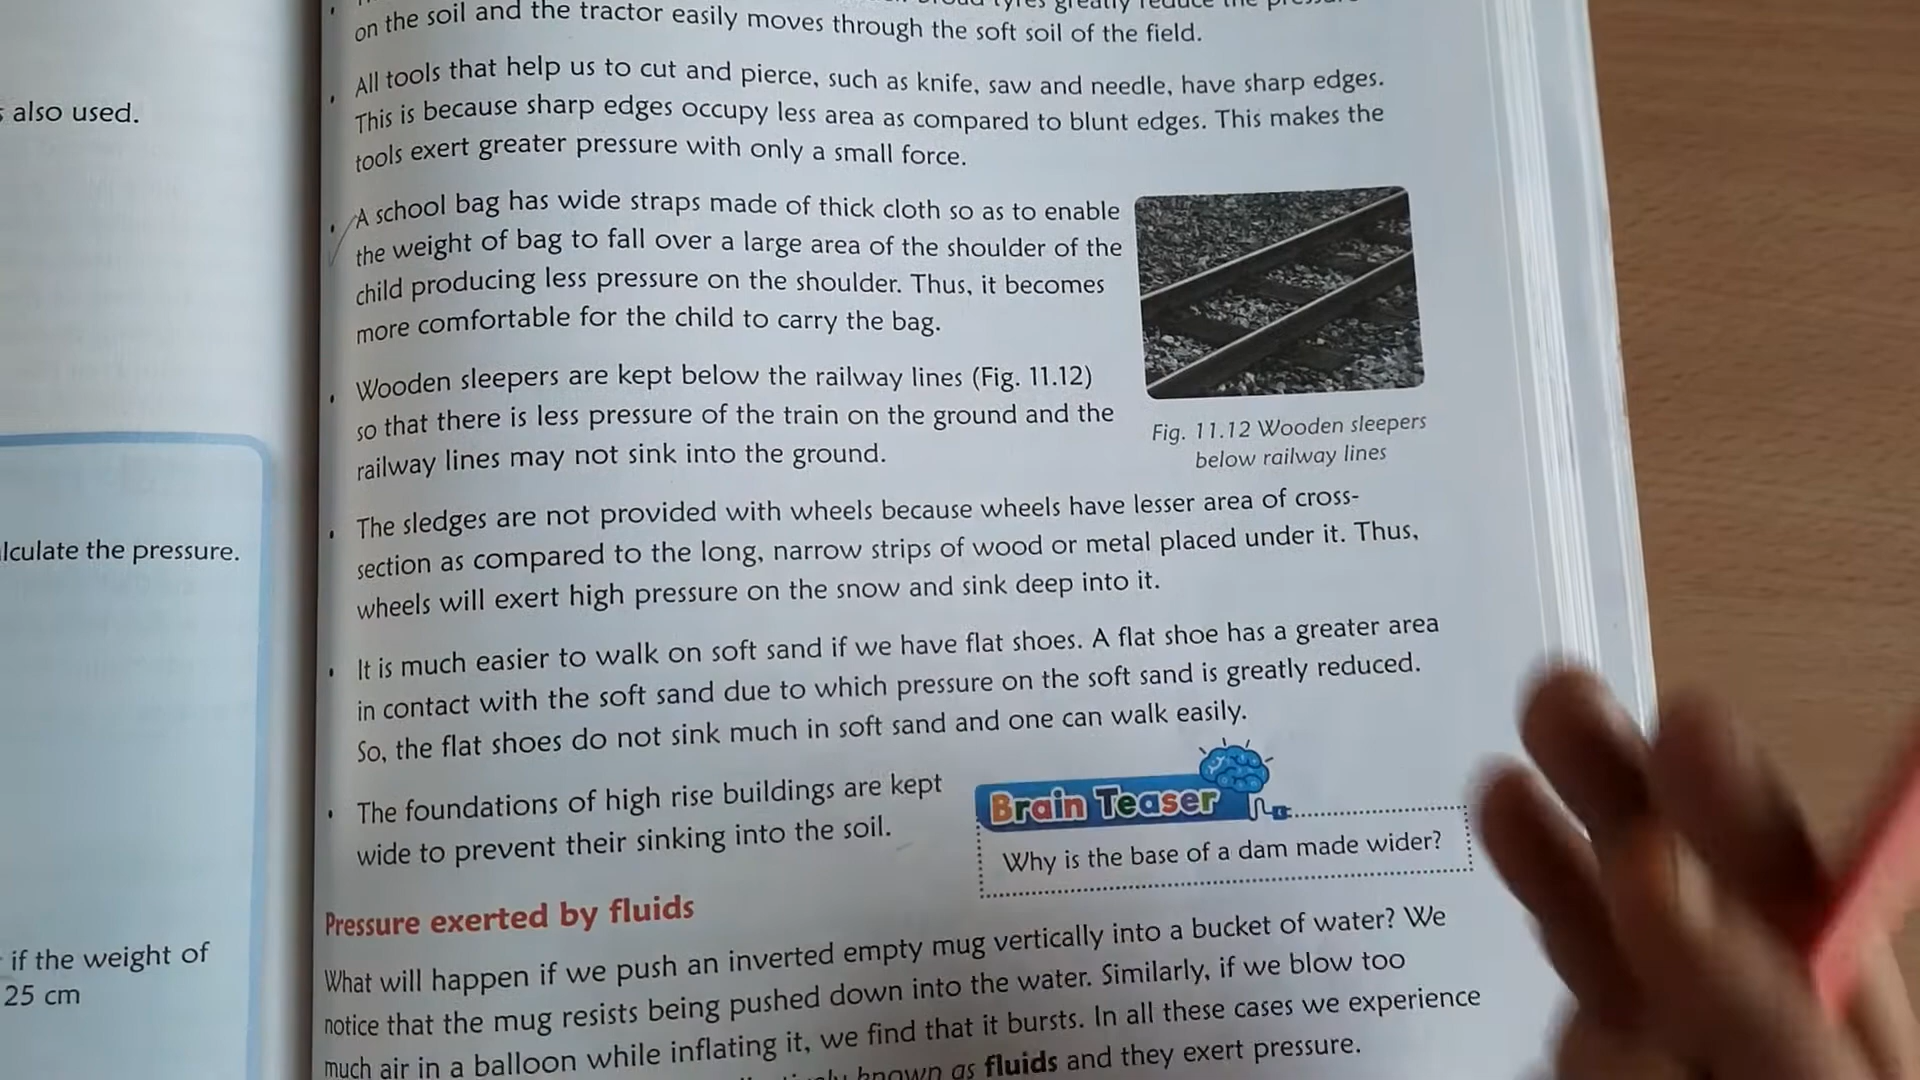 also used.
lculate the pressure.
if the weight of
25 cm
on the soil and the tractor easily moves through the soft soil of the field.
• All tools that help us to cut and pierce, such as knife, saw and needle, have sharp edges.
This is because sharp edges occupy less area as compared to blunt edges. This makes the
tools exert greater pressure with only a small force.
• A school bag has wide straps made of thick cloth so as to enable
the weight of bag to fall over a large area of the shoulder of the
child producing less pressure on the shoulder. Thus, it becomes
more comfortable for the child to carry the bag.
• Wooden sleepers are kept below the railway lines (Fig. 11.12)
so that there is less pressure of the train on the ground and the
railway lines may not sink into the ground.
Fig. 11.12 Wooden sleepers
below railway lines
• The sledges are not provided with wheels because wheels have lesser area of cross-
section as compared to the long, narrow strips of wood or metal placed under it. Thus,
wheels will exert high pressure on the snow and sink deep into it.
• It is much easier to walk on soft sand if we have flat shoes. A flat shoe has a greater area
in contact with the soft sand due to which pressure on the soft sand is greatly reduced.
So, the flat shoes do not sink much in soft sand and one can walk easily.
• The foundations of high rise buildings are kept
wide to prevent their sinking into the soil.
Brain Teaser
Why is the base of a dam made wider?
Pressure exerted by fluids
What will happen if we push an inverted empty mug vertically into a bucket of water? We
notice that the mug resists being pushed down into the water. Similarly, if we blow too
much air in a balloon while inflating it, we find that it bursts. In all these cases we experience
known as fluids and they exert pressure.